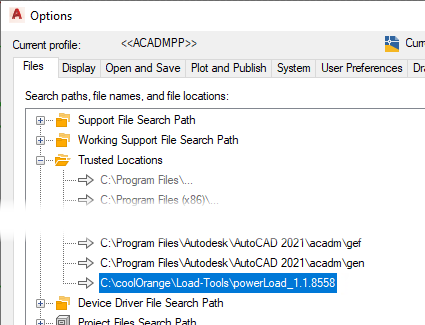 Options
Current profile: <<ACADMPP>> Curr
Files Display Open and Save Plot and Publish System User Preferences Dra
Search paths, file names, and file locations:
Support File Search Path
Working Support File Search Path
Trusted Locations
C:\Program Files\...
C:\Program Files (x86)\...
C:\Program Files\Autodesk\AutoCAD 2021\acadm\gef
C:\Program Files\Autodesk\AutoCAD 2021\acadm\gen
C:\coolOrange\Load-Tools\powerLoad_1.1.8558
Device Driver File Search Path
Project Files Search Path